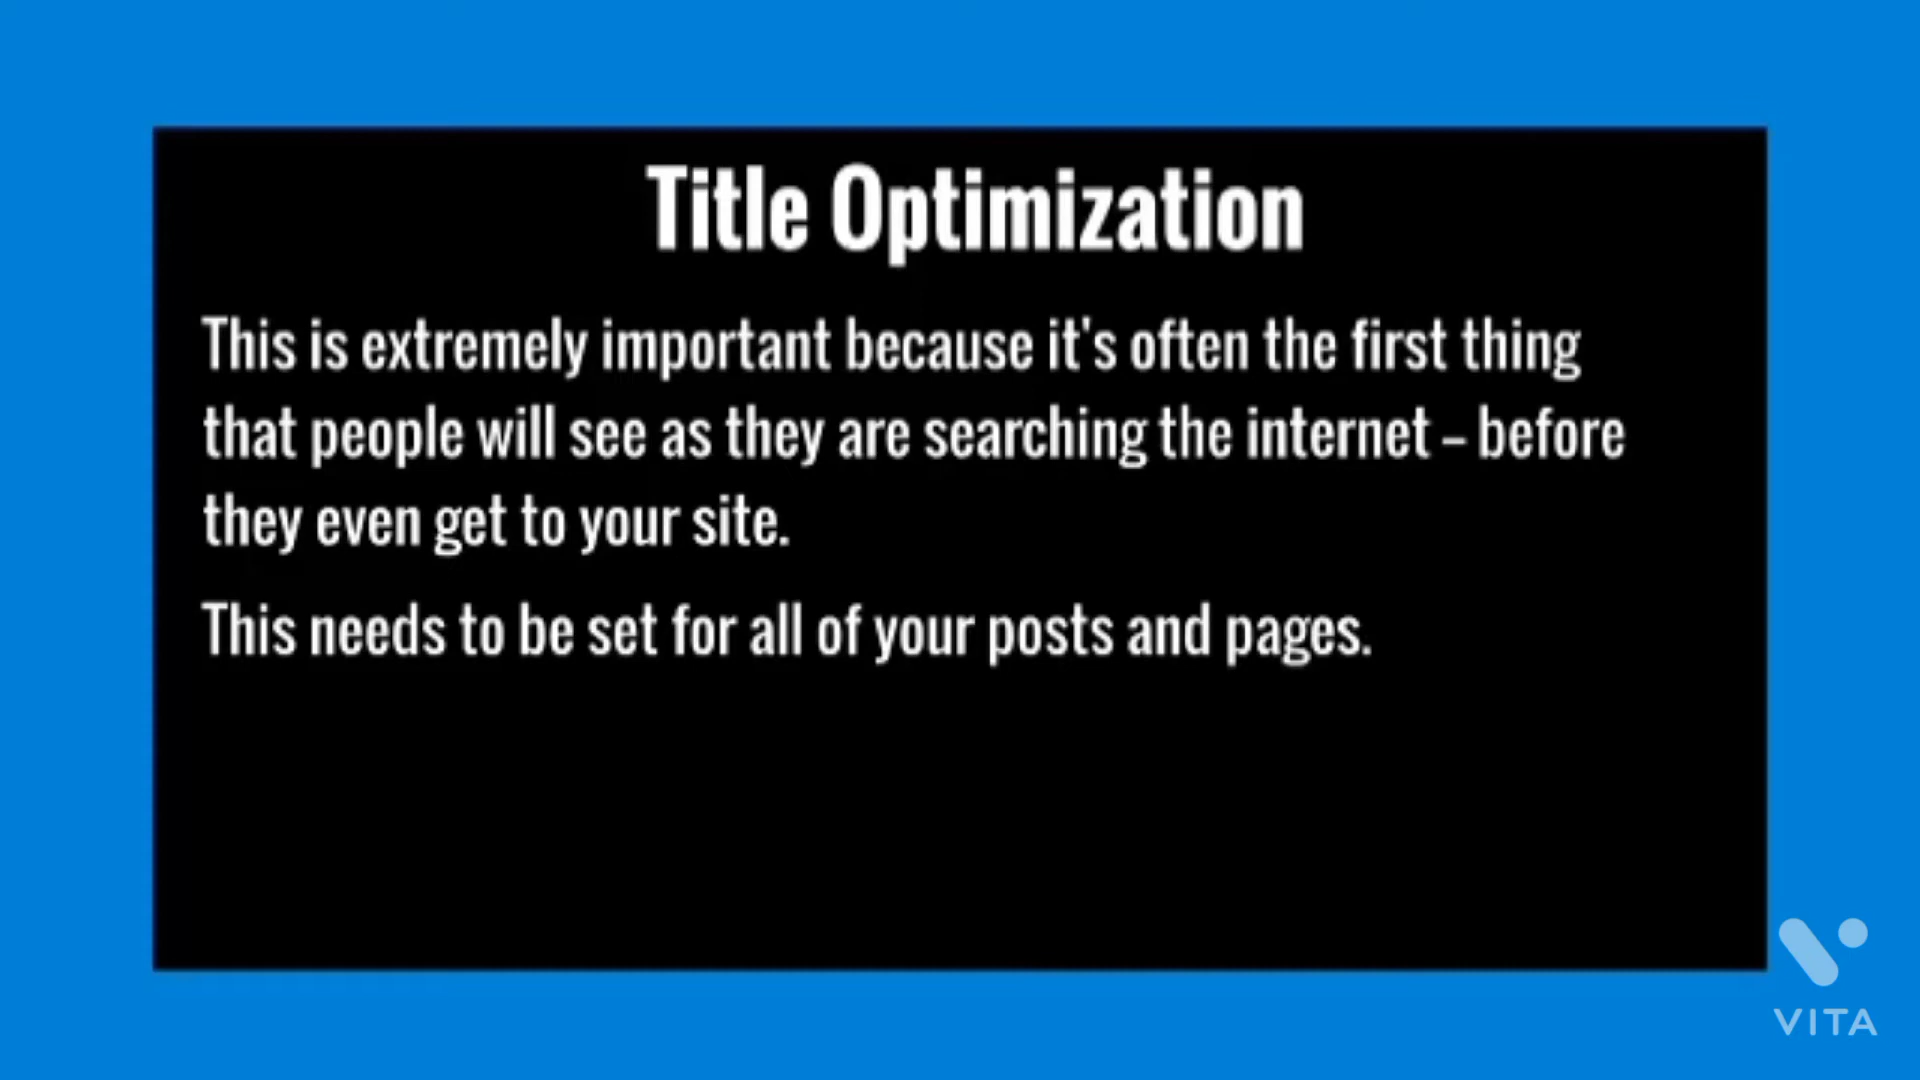 Title Optimization
This is extremely important because it's often the first thing
that people will see as they are searching the internet – before
they even get to your site.
This needs to be set for all of your posts and pages.
VITA